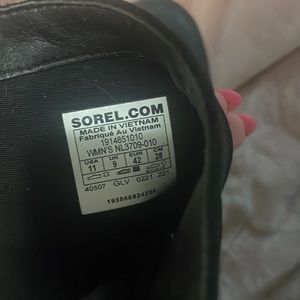 SOREL.COM
MADE IN VIETNAM
Fabriqué Au Vietnam
1914851010
WMN'S NL3709-010
USA UK EUR CM
11 9 42 28
40507 GLV 0221 221